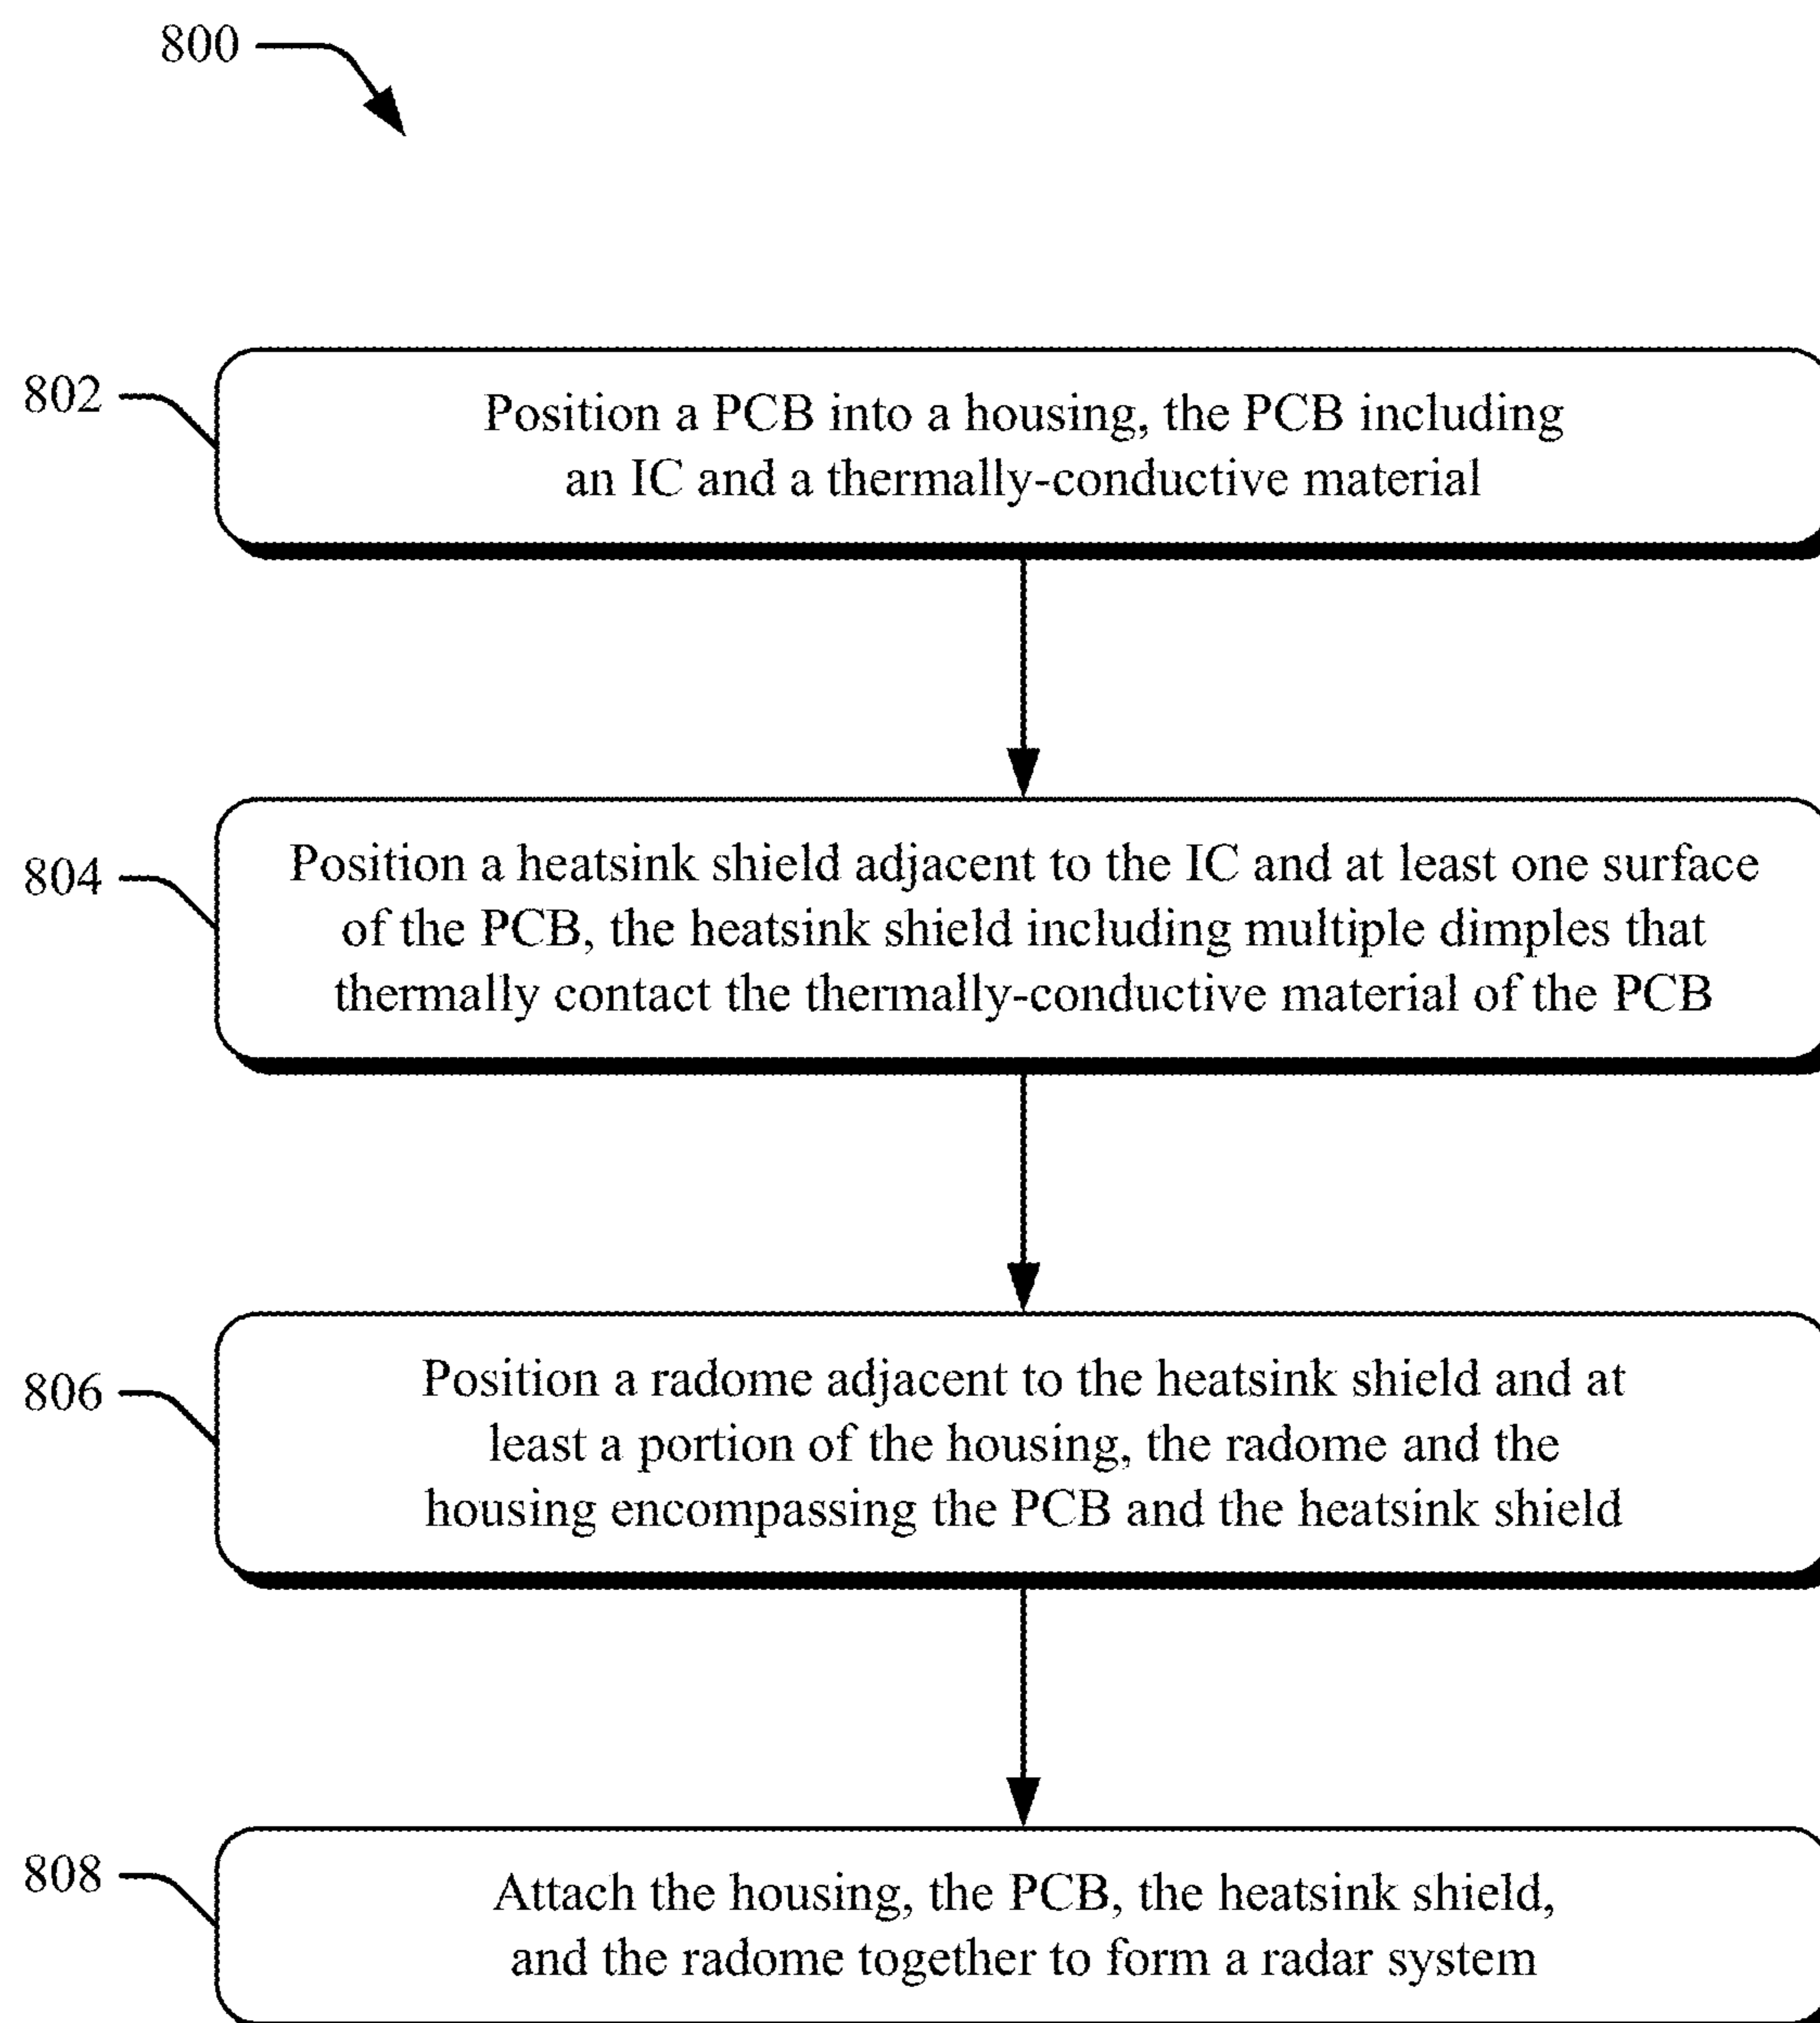 800
802
Position a PCB into a housing, the PCB including
an IC and a thermally-conductive material
804
Position a heatsink shield adjacent to the IC and at least one surface
of the PCB, the heatsink shield including multiple dimples that
thermally contact the thermally-conductive material of the PCB
806
Position a radome adjacent to the heatsink shield and at
least a portion of the housing, the radome and the
housing encompassing the PCB and the heatsink shield
808
Attach the housing, the PCB, the heatsink shield,
and the radome together to form a radar system